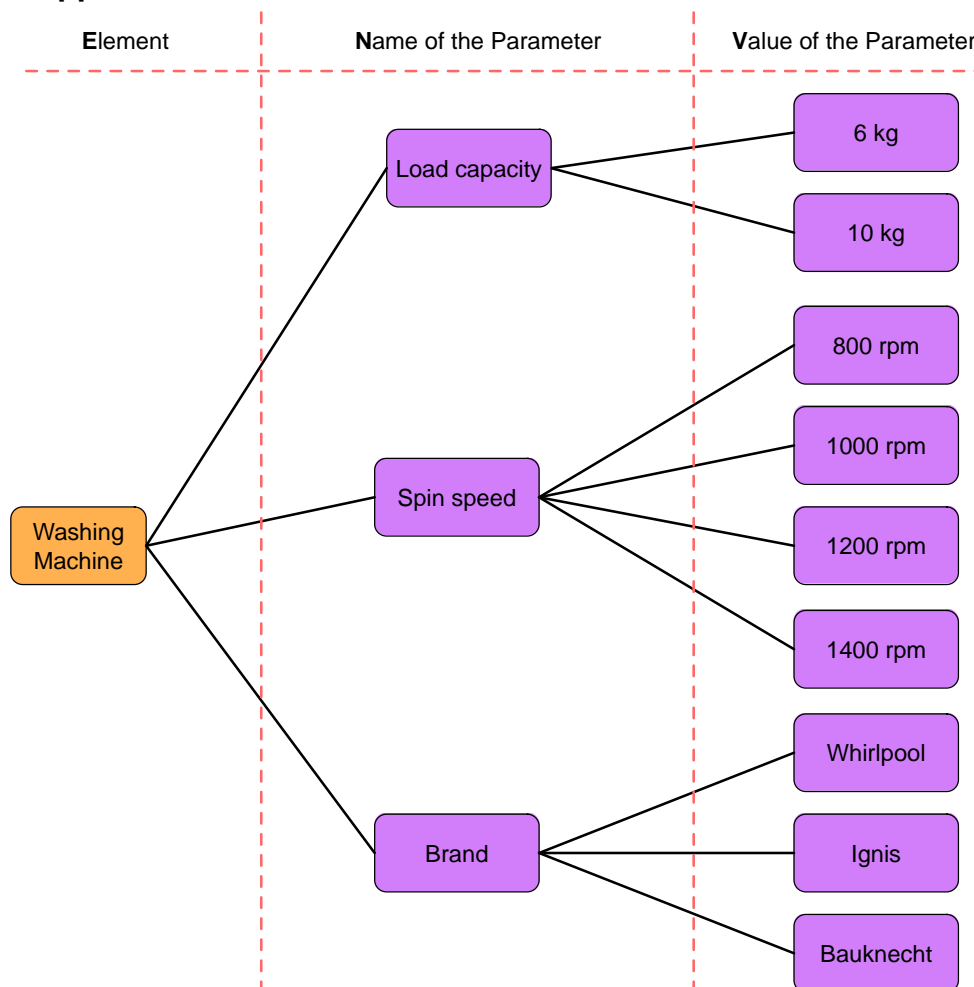 Element
Name of the Parameter
Value of the Parameter
6 kg
Load capacity
10 kg
800 rpm
1000 rpm
Spin speed
Washing
Machine
1200 rpm
1400 rpm
Whirlpool
Brand
Ignis
Bauknecht